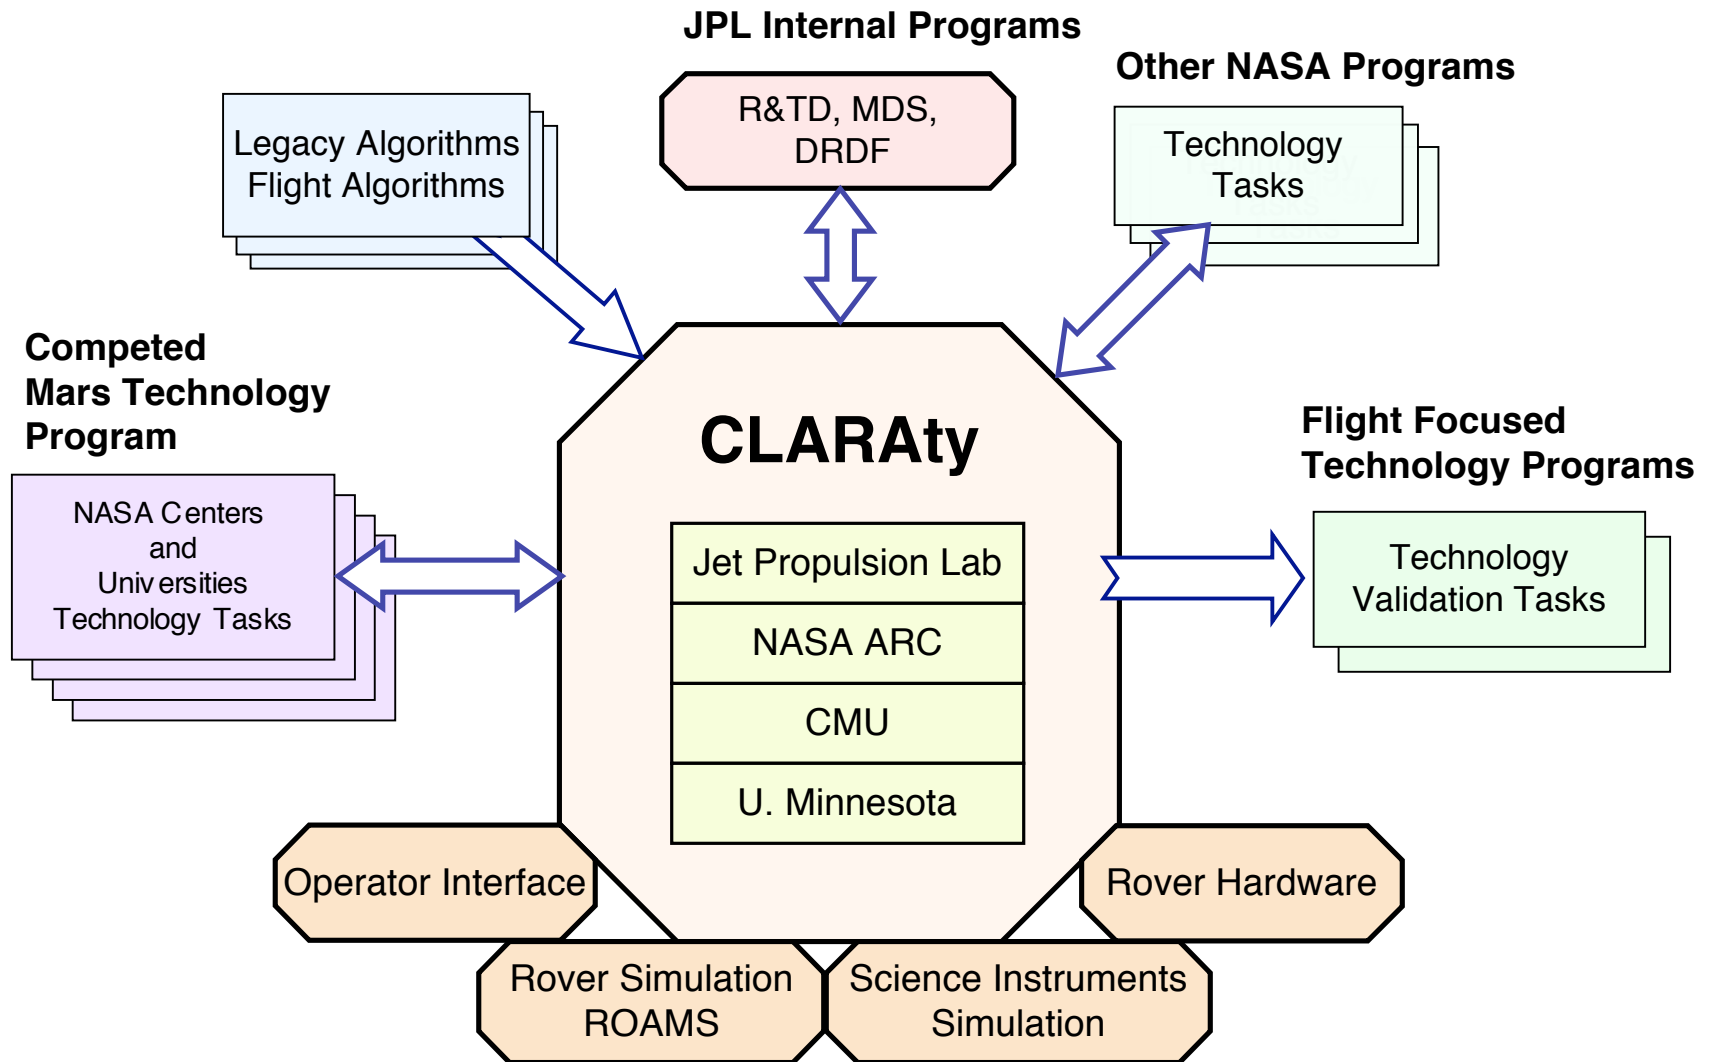 JPL Internal Programs
R&TD, MDS,
DRDF
Other NASA Programs
Technology
Tasks
Legacy Algorithms
Flight Algorithms
Competed
Mars Technology
Program
NASA Centers
and
Universities
Technology Tasks
CLARAty
Jet Propulsion Lab
NASA ARC
CMU
U. Minnesota
Flight Focused
Technology Programs
Technology
Validation Tasks
Operator Interface
Rover Simulation
ROAMS
Science Instruments
Simulation
Rover Hardware